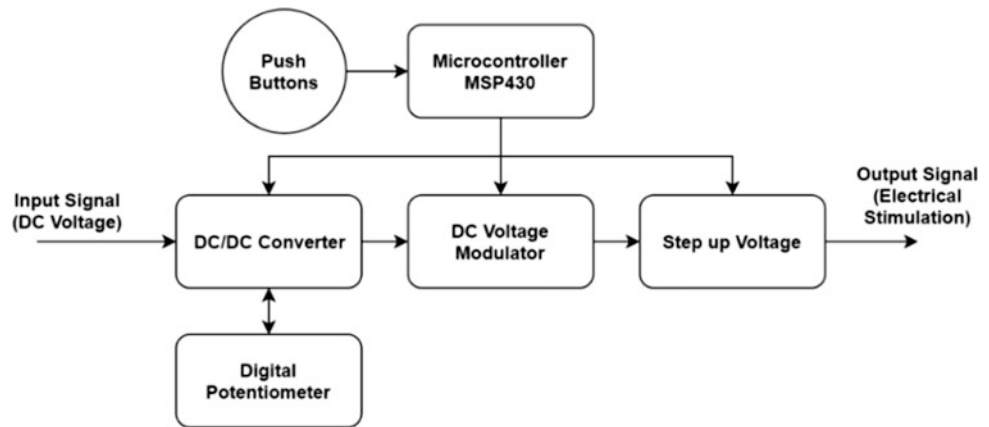 Push
Buttons
Microcontroller
MSP430
Input Signal
(DC Voltage)
DC/DC Converter
DC Voltage
Modulator
Step up Voltage
Output Signal
(Electrical
Stimulation)
Digital
Potentiometer